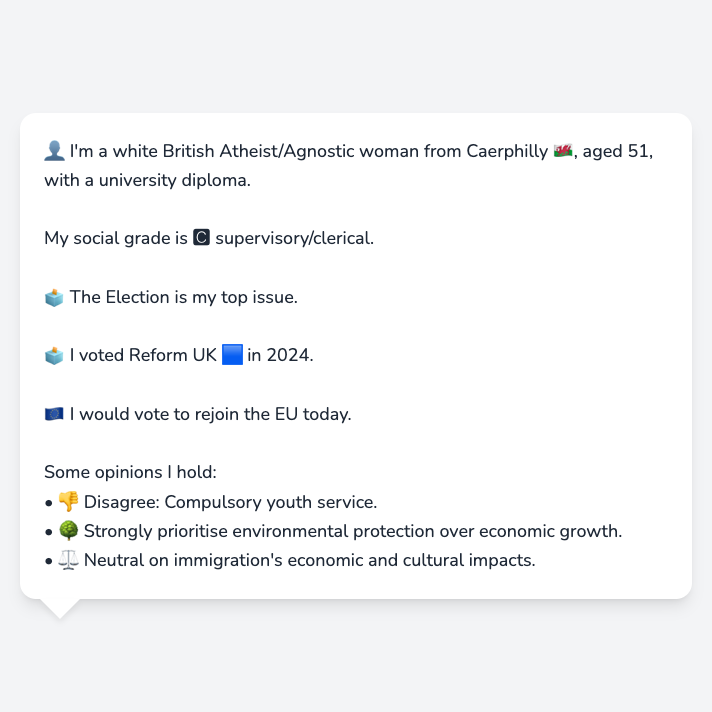 👤 I'm a white British Atheist/Agnostic woman from Caerphilly 🏴󠁧󠁢󠁷󠁬󠁳󠁿, aged 51,
with a university diploma.
My social grade is 🅲 supervisory/clerical.
🗳️ The Election is my top issue.
🗳️ I voted Reform UK 🟦 in 2024.
🇪🇺 I would vote to rejoin the EU today.
Some opinions I hold:
• 👎 Disagree: Compulsory youth service.
• 🌳 Strongly prioritise environmental protection over economic growth.
• ⚖️ Neutral on immigration's economic and cultural impacts.